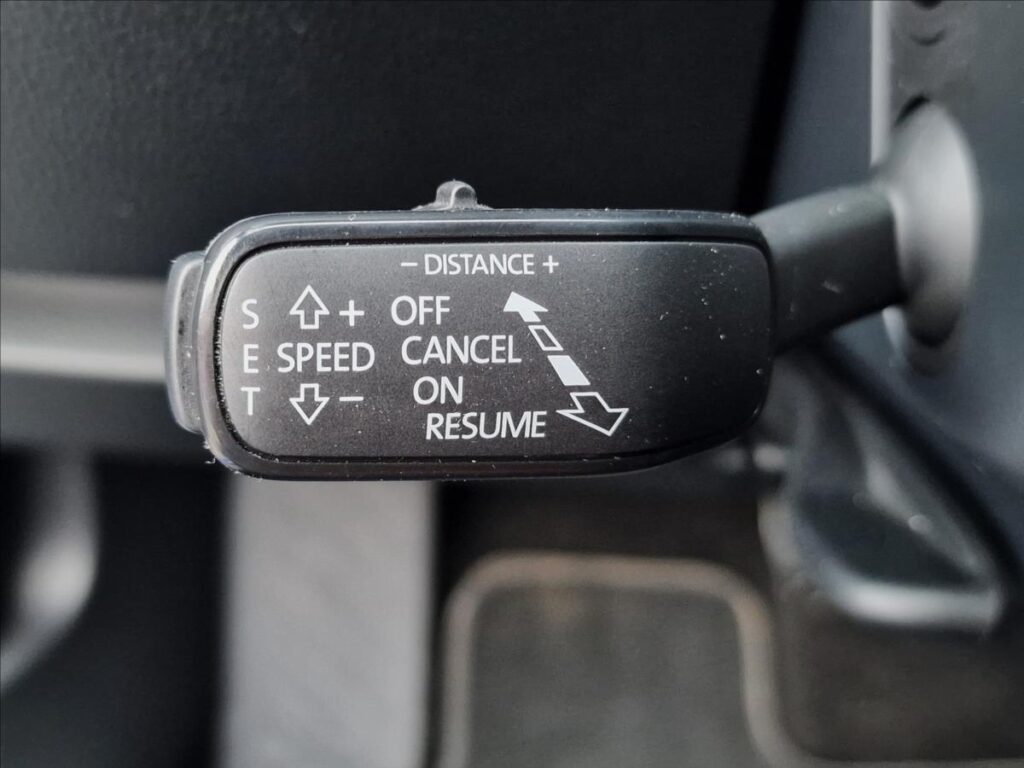 − DISTANCE +
S + OFF
E SPEED CANCEL
T − ON
RESUME